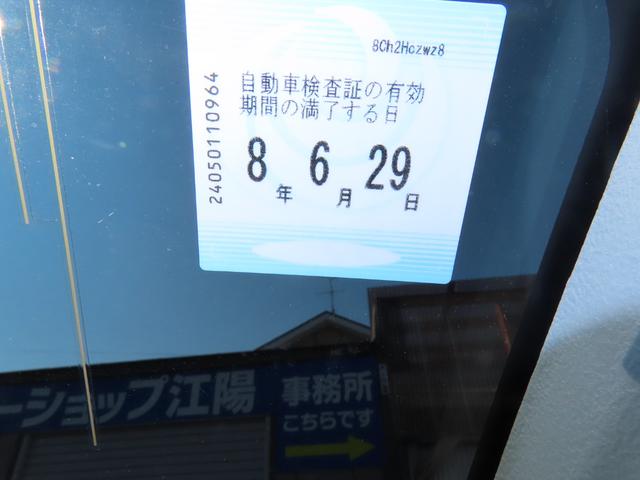 8Ch2Hczwz8
自動車検査証の有効
期間の満了する日
8年6月29日
24050110964
ーショップ江陽
事務所
こちらです